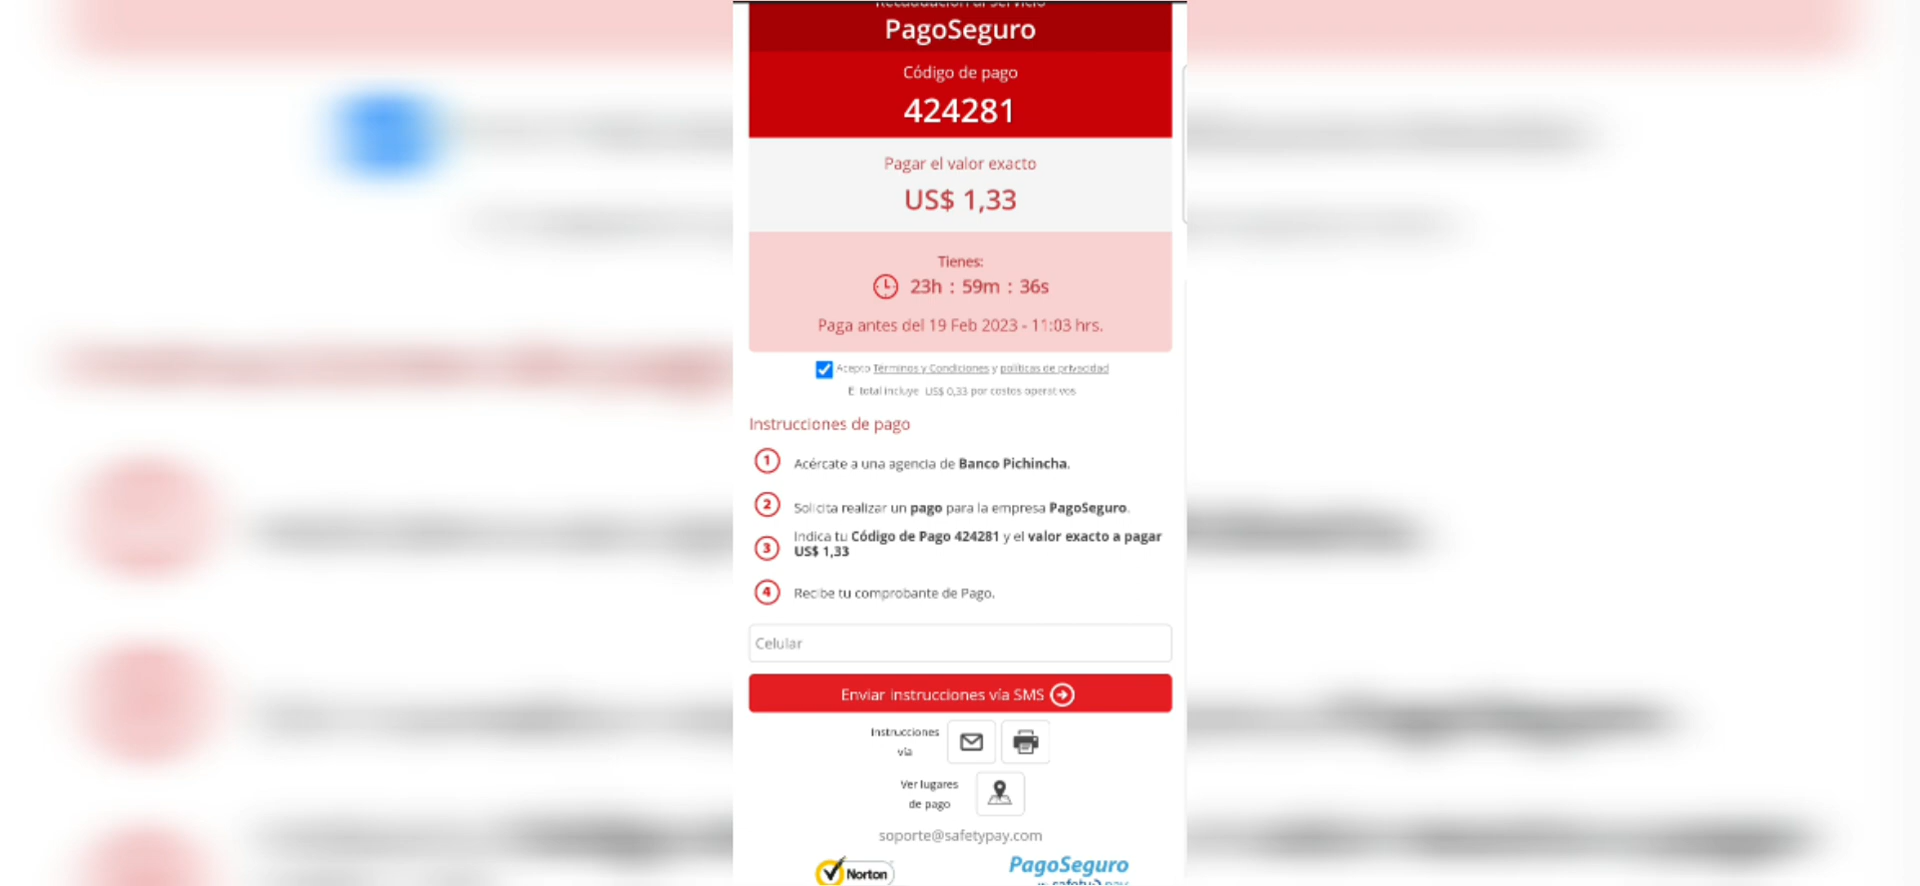 Recaudación al servicio
PagoSeguro
Código de pago
424281
Pagar el valor exacto
US$ 1,33
Tienes:
23h : 59m : 36s
Paga antes del 19 Feb 2023 - 11:03 hrs.
Acepto Términos y Condiciones y políticas de privacidad
El total incluye US$ 0,33 por costos operativos
Instrucciones de pago
1 Acércate a una agencia de Banco Pichincha.
2 Solicita realizar un pago para la empresa PagoSeguro.
3 Indica tu Código de Pago 424281 y el valor exacto a pagar
US$ 1,33
4 Recibe tu comprobante de Pago.
Celular
Enviar instrucciones vía SMS
Instrucciones
vía
Ver lugares
de pago
soporte@safetypay.com
Norton
PagoSeguro
safetypay